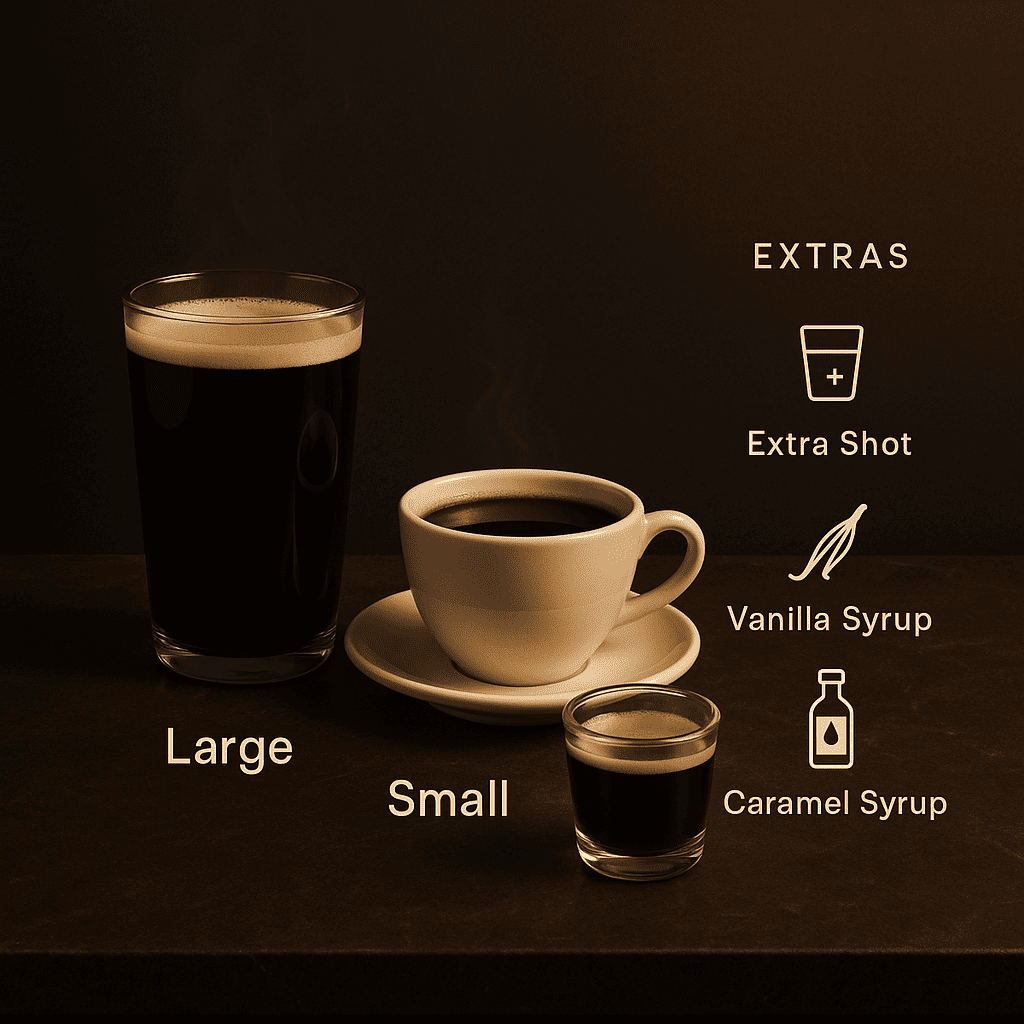 Large
Small
EXTRAS
Extra Shot
Vanilla Syrup
Caramel Syrup